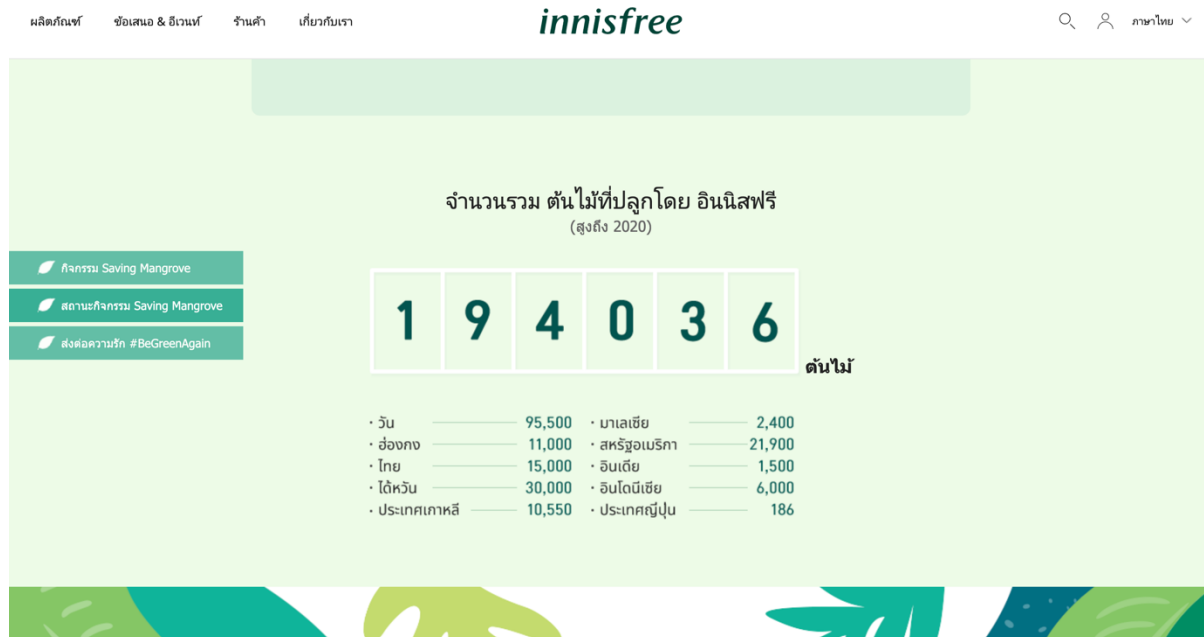 ผลิตภัณฑ์ ข้อเสนอ & อีเวนท์ ร้านค้า เกี่ยวกับเรา innisfree ภาษาไทย
จำนวนรวม ต้นไม้ที่ปลูกโดย อินนิสฟรี
(สูงถึง 2020)
กิจกรรม Saving Mangrove
สถานะกิจกรรม Saving Mangrove
ส่งต่อความรัก #BeGreenAgain
1 9 4 0 3 6
ต้นไม้
· วัน 95,500 · มาเลเซีย 2,400
· ฮ่องกง 11,000 · สหรัฐอเมริกา 21,900
· ไทย 15,000 · อินเดีย 1,500
· ได้หวัน 30,000 · อินโดนีเซีย 6,000
· ประเทศเกาหลี 10,550 · ประเทศญี่ปุ่น 186